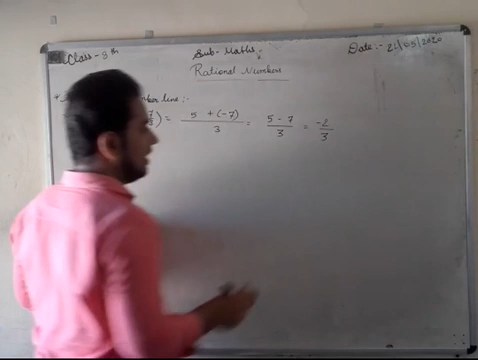 Class - 8th Sub - Maths: Date :- 21/05/2020
Rational Numbers
* line :-
) = 5 + (-7) / 3 = 5 - 7 / 3 = -2 / 3